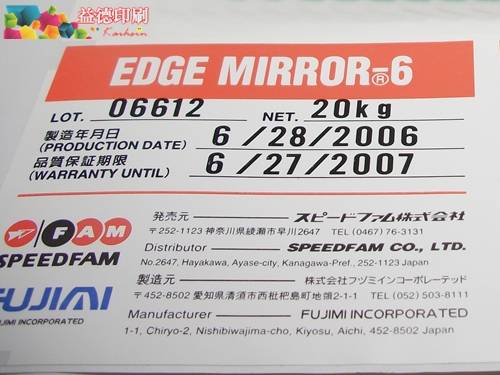 益德印刷
Kaishin
EDGE MIRROR®-6
LOT. 06612 NET. 20kg
製造年月日
(PRODUCTION DATE) 6/28/2006
品質保証期限
(WARRANTY UNTIL) 6/27/2007
FAM
SPEEDFAM
発売元 スピードファム株式会社
〒252-1123 神奈川県綾瀬市早川2647 TEL (0467) 76-3131
Distributor SPEEDFAM CO., LTD.
No.2647, Hayakawa, Ayase-city, Kanagawa-Pref., 252-1123 Japan
FUJIMI
FUJIMI INCORPORATED
製造元 株式会社フヅミインコーポレーテッド
〒452-8502 愛知県清須市西枇杷島町地領2-1-1 TEL (052) 503-8111
Manufacturer FUJIMI INCORPORATED
1-1, Chiryo-2, Nishibiwajima-cho, Kiyosu, Aichi, 452-8502 Japan